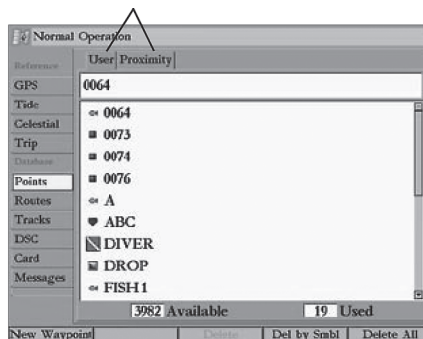 Normal Operation
User Proximity
Reference
GPS
0064
Tide
Celestial
Trip
Database
Points
Routes
Tracks
DSC
Card
Messages
0064
0073
0074
0076
A
ABC
DIVER
DROP
FISH1
3982 Available 19 Used
New Waypoint Delete Del by Smbl Delete All